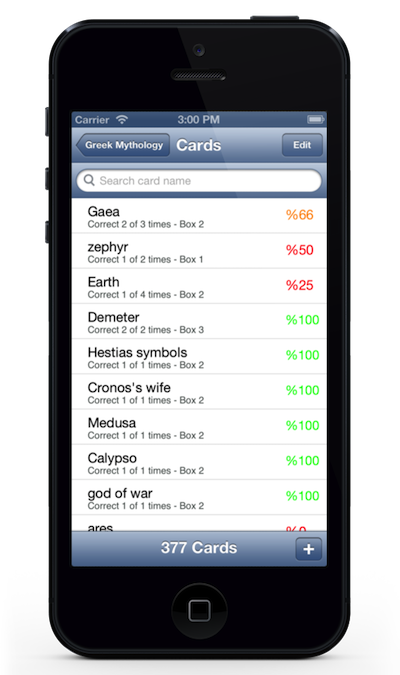 Carrier 3:00 PM
Greek Mythology Cards Edit
Search card name
Gaea %66
Correct 2 of 3 times - Box 2
zephyr %50
Correct 1 of 2 times - Box 1
Earth %25
Correct 1 of 4 times - Box 2
Demeter %100
Correct 2 of 2 times - Box 3
Hestias symbols %100
Correct 1 of 1 times - Box 2
Cronos's wife %100
Correct 1 of 1 times - Box 2
Medusa %100
Correct 1 of 1 times - Box 2
Calypso %100
Correct 1 of 1 times - Box 2
god of war %100
Correct 1 of 1 times - Box 2
ares %0
377 Cards +